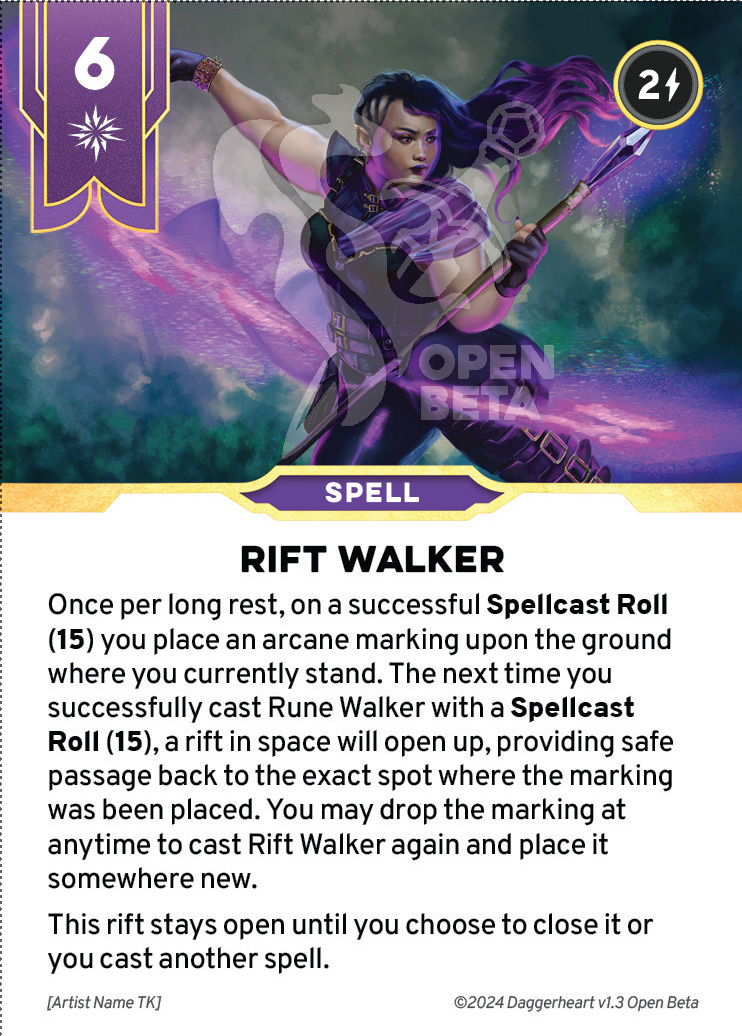 6
2
OPEN
BETA
SPELL
RIFT WALKER
Once per long rest, on a successful Spellcast Roll
(15) you place an arcane marking upon the ground
where you currently stand. The next time you
successfully cast Rune Walker with a Spellcast
Roll (15), a rift in space will open up, providing safe
passage back to the exact spot where the marking
was been placed. You may drop the marking at
anytime to cast Rift Walker again and place it
somewhere new.
This rift stays open until you choose to close it or
you cast another spell.
[Artist Name TK]
©2024 Daggerheart v1.3 Open Beta